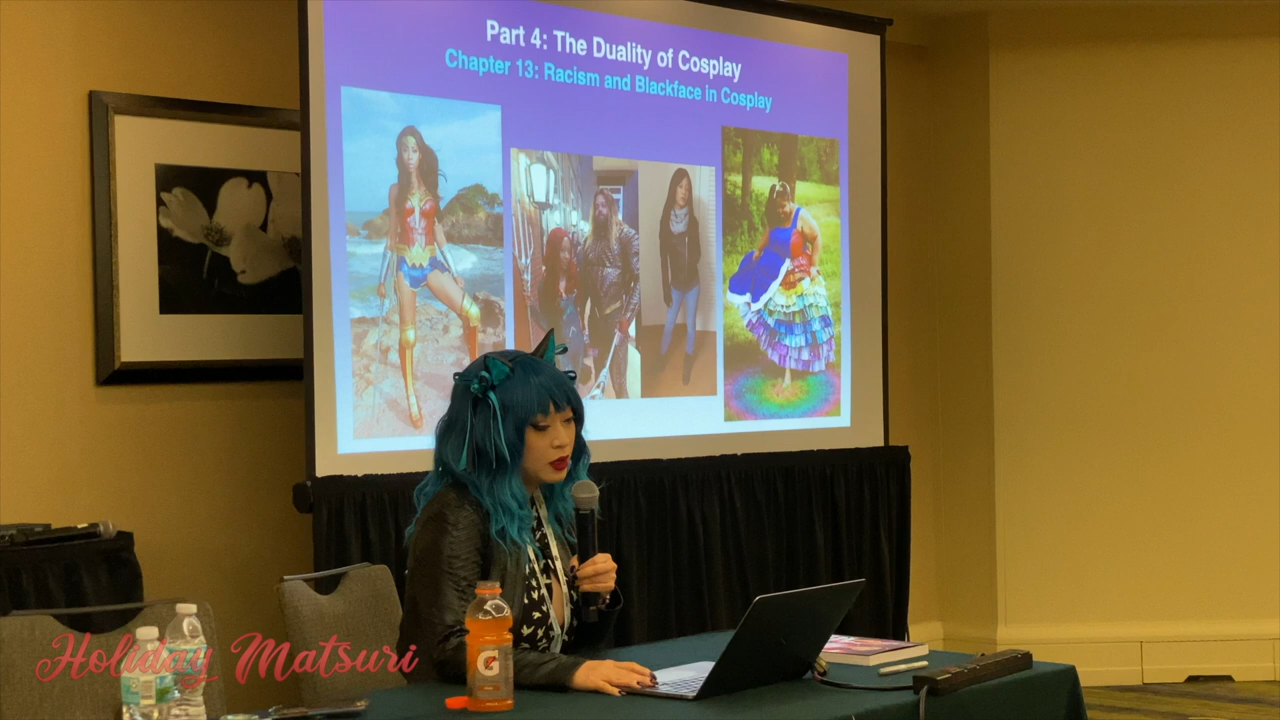 Part 4: The Duality of Cosplay
Chapter 13: Racism and Blackface in Cosplay
G
Holiday Matsuri